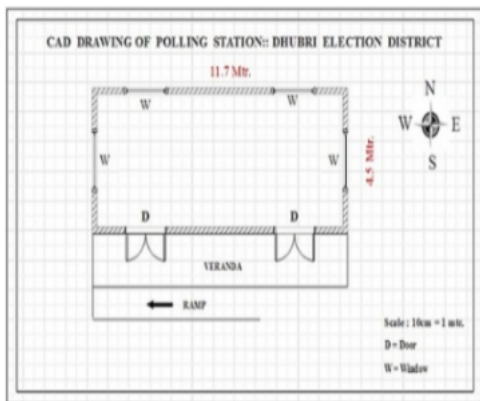 CAD DRAWING OF POLLING STATION:: DHUBRI ELECTION DISTRICT
11.7 Mtr.
W W
N
W E
S
W W
4.5 Mtr.
D D
VERANDA
RAMP
Scale : 10cm = 1 mtr.
D = Door
W = Window